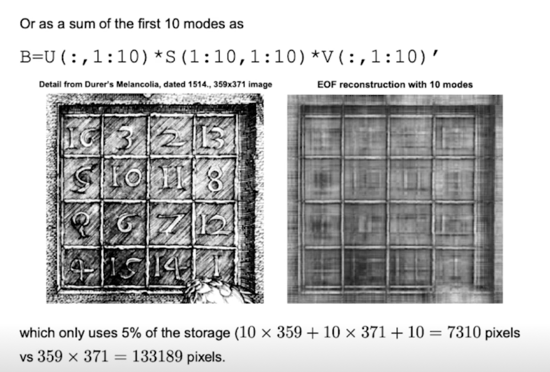 Or as a sum of the first 10 modes as
B=U(:,1:10)*S(1:10,1:10)*V(:,1:10)′
Detail from Durer's Melancolia, dated 1514., 359x371 image
EOF reconstruction with 10 modes
16 3 2 13
5 10 11 8
9 6 7 12
4 15 14 1
which only uses 5% of the storage (10 × 359 + 10 × 371 + 10 = 7310 pixels
vs 359 × 371 = 133189 pixels.